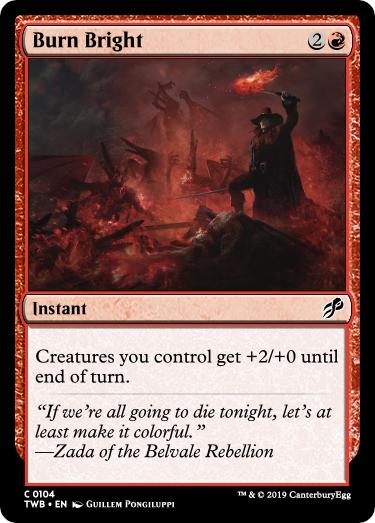 Burn Bright 2
Instant
Creatures you control get +2/+0 until
end of turn.
“If we’re all going to die tonight, let’s at
least make it colorful.”
—Zada of the Belvale Rebellion
C 0104
TWB • EN Guillem Pongiluppi
™ & © 2019 CanterburyEgg